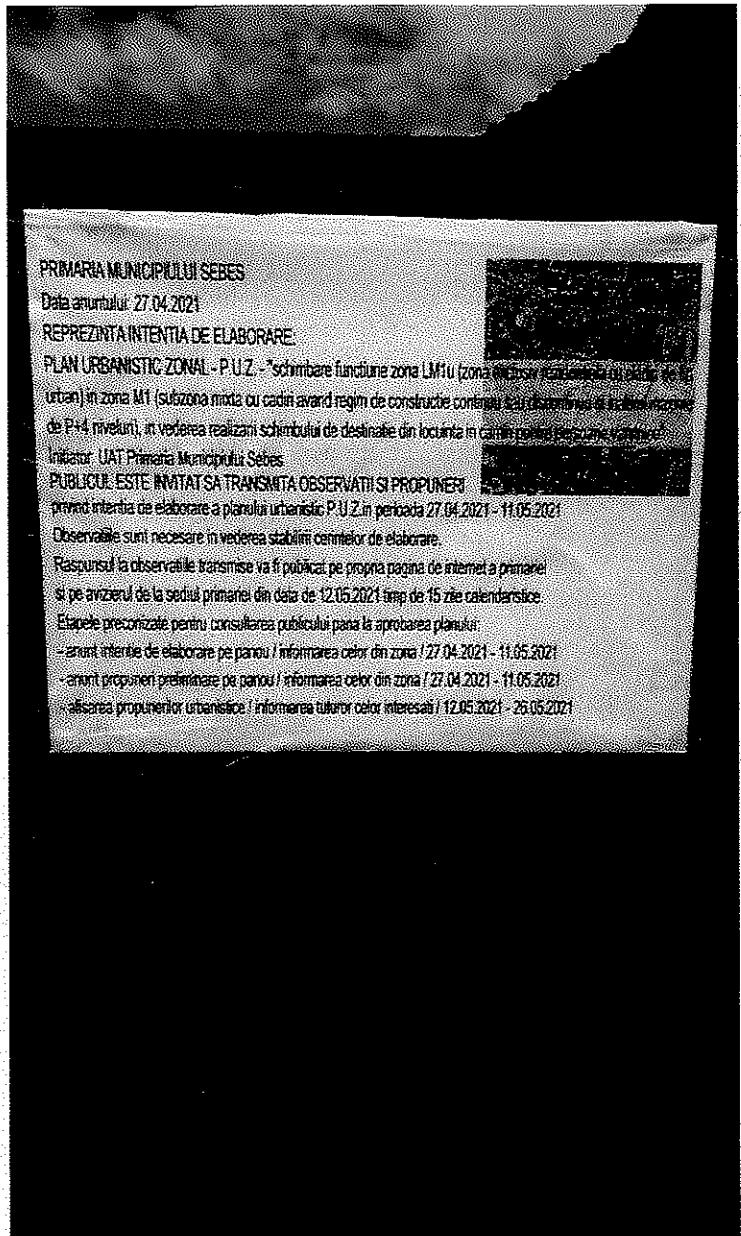 PRIMARIA MUNICIPIULUI SEBES
Data anuntului: 27.04.2021
REPREZINTA INTENTIA DE ELABORARE:
PLAN URBANISTIC ZONAL - P.U.Z. - "schimbare functiune zona LM1u (zona
urban) in zona M1 (subzona mixta cu cladiri avand regim de constructie continuu sau discontinuu
de P+4 niveluri), in vederea realizarii schimbului de destinatie din locuinta in camin pentru persoane
Initiator: UAT Primaria Municipiului Sebes
PUBLICUL ESTE INVITAT SA TRANSMITA OBSERVATII SI PROPUNERI
privind intentia de elaborare a planului urbanistic P.U.Z.in perioada 27.04.2021 - 11.05.2021
Observatiile sunt necesare in vederea stabilirii cerintelor de elaborare.
Raspunsul la observatiile transmise va fi publicat pe propria pagina de internet a primariei
si pe avizierul de la sediul primariei din data de 12.05.2021 timp de 15 zile calendaristice.
Etapele preconizate pentru consultarea publicului pana la aprobarea planului:
- anunt intentie de elaborare pe panou / informarea celor din zona / 27.04.2021 - 11.05.2021
- anunt propuneri preliminare pe panou / informarea celor din zona / 27.04.2021 - 11.05.2021
- afisarea propunerilor urbanistice / informarea tuturor celor interesati / 12.05.2021 - 26.05.2021